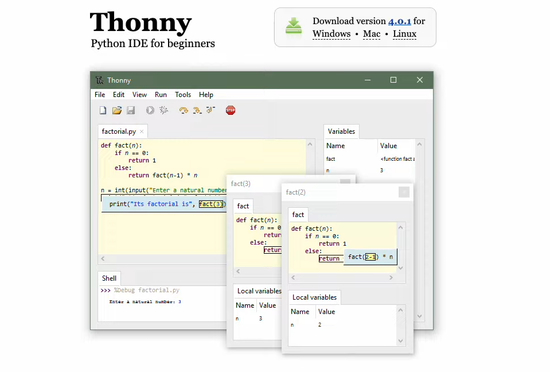 Thonny
Python IDE for beginners
Download version 4.0.1 for
Windows • Mac • Linux
Thonny
File Edit View Run Tools Help
factorial.py
def fact(n):
if n == 0:
return 1
else:
return fact(n-1) * n
n = int(input("Enter a natural number
print("Its factorial is", fact(3)
Shell
>>> %Debug factorial.py
Enter a natural number: 3
Variables
Name Value
fact <function fact a
n 3
fact(3)
fact
def fact(n):
if n == 0:
return
else:
return
Local variables
Name Value
n 3
fact(2)
fact
def fact(n):
if n == 0:
return 1
else:
return fact(2-1) * n
Local variables
Name Value
n 2